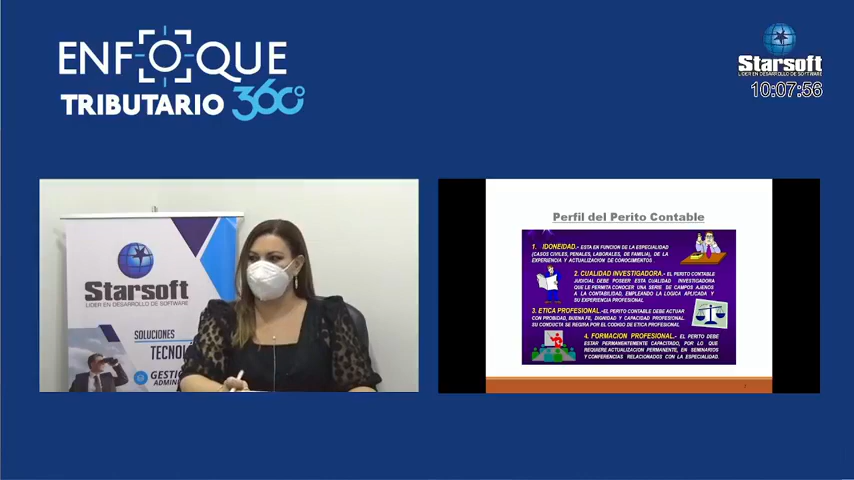 ENFOQUE
TRIBUTARIO 360°
Starsoft
LIDER EN DESARROLLO DE SOFTWARE
10:07:56
Starsoft
LIDER EN DESARROLLO DE SOFTWARE
SOLUCIONES
TECNOL
GESTIO
ADMINI
Perfil del Perito Contable
1. IDONEIDAD.- ESTA EN FUNCION DE LA ESPECIALIDAD
(CASOS CIVILES, PENALES, LABORALES, DE FAMILIA), DE LA
EXPERIENCIA Y ACTUALIZACION DE CONOCIMIENTOS .
2. CUALIDAD INVESTIGADORA.- EL PERITO CONTABLE
JUDICIAL DEBE POSEER ESTA CUALIDAD INVESTIGADORA
QUE LE PERMITA CONOCER UNA SERIE DE CAMPOS AJENOS
A LA CONTABILIDAD, EMPLEANDO LA LOGICA APLICADA Y
SU EXPERIENCIA PROFESIONAL
3. ETICA PROFESIONAL.-EL PERITO CONTABLE DEBE ACTUAR
CON PROBIDAD, BUENA FE, DIGNIDAD Y CAPACIDAD PROFESIONAL
SU CONDUCTA SE REGIRA POR EL CODIGO DE ETICA PROFESIONAL
4. FORMACION PROFESIONAL.- EL PERITO DEBE
ESTAR PERMANENTEMENTE CAPACITADO, POR LO QUE
REQUIERE ACTUALIZACION PERMANENTE, EN SEMINARIOS
Y CONFERENCIAS RELACIONADOS CON LA ESPECIALIDAD.